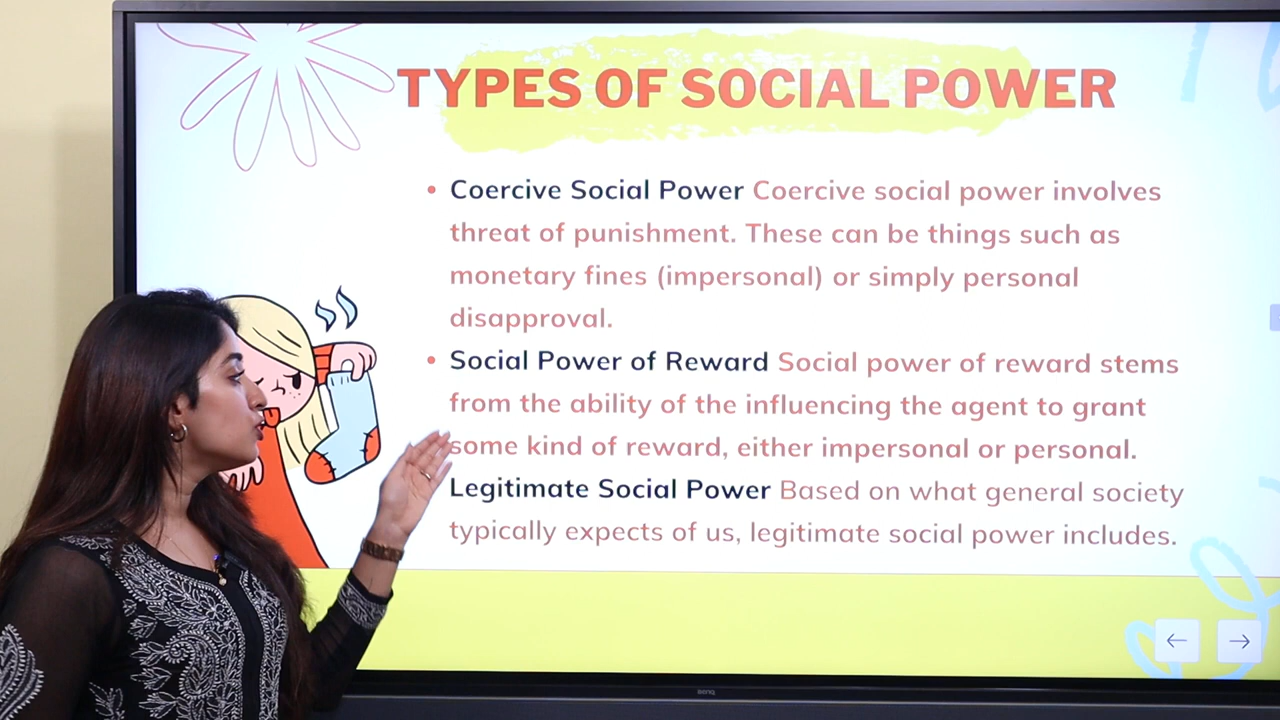 TYPES OF SOCIAL POWER
• Coercive Social Power Coercive social power involves
threat of punishment. These can be things such as
monetary fines (impersonal) or simply personal
disapproval.
• Social Power of Reward Social power of reward stems
from the ability of the influencing the agent to grant
some kind of reward, either impersonal or personal.
Legitimate Social Power Based on what general society
typically expects of us, legitimate social power includes.
BenQ